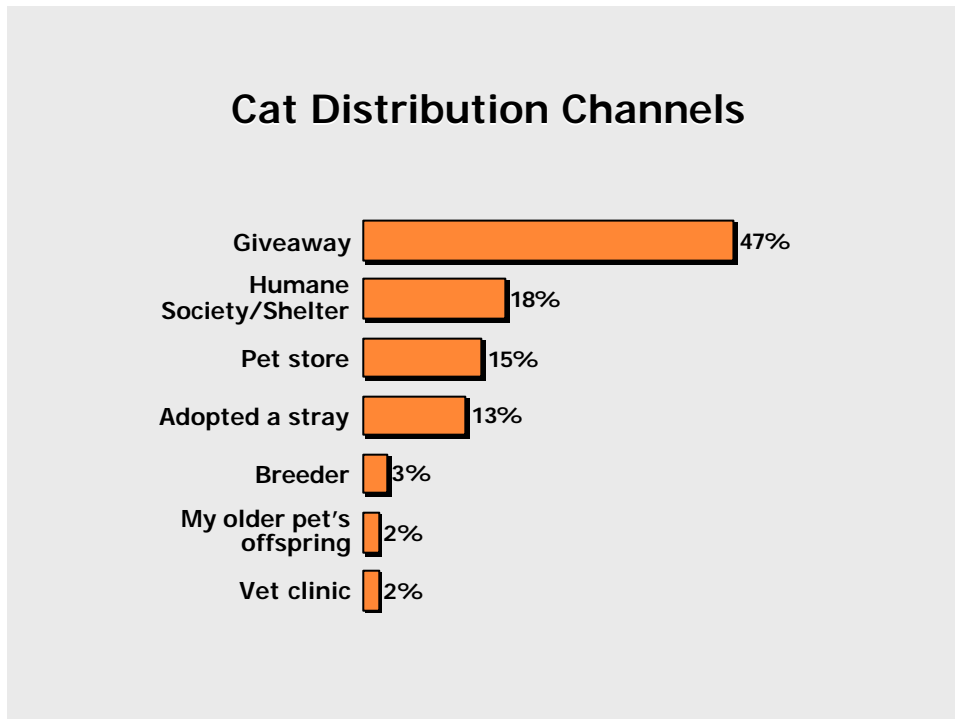 Cat Distribution Channels
Giveaway 47%
Humane
Society/Shelter 18%
Pet store 15%
Adopted a stray 13%
Breeder 3%
My older pet’s
offspring 2%
Vet clinic 2%